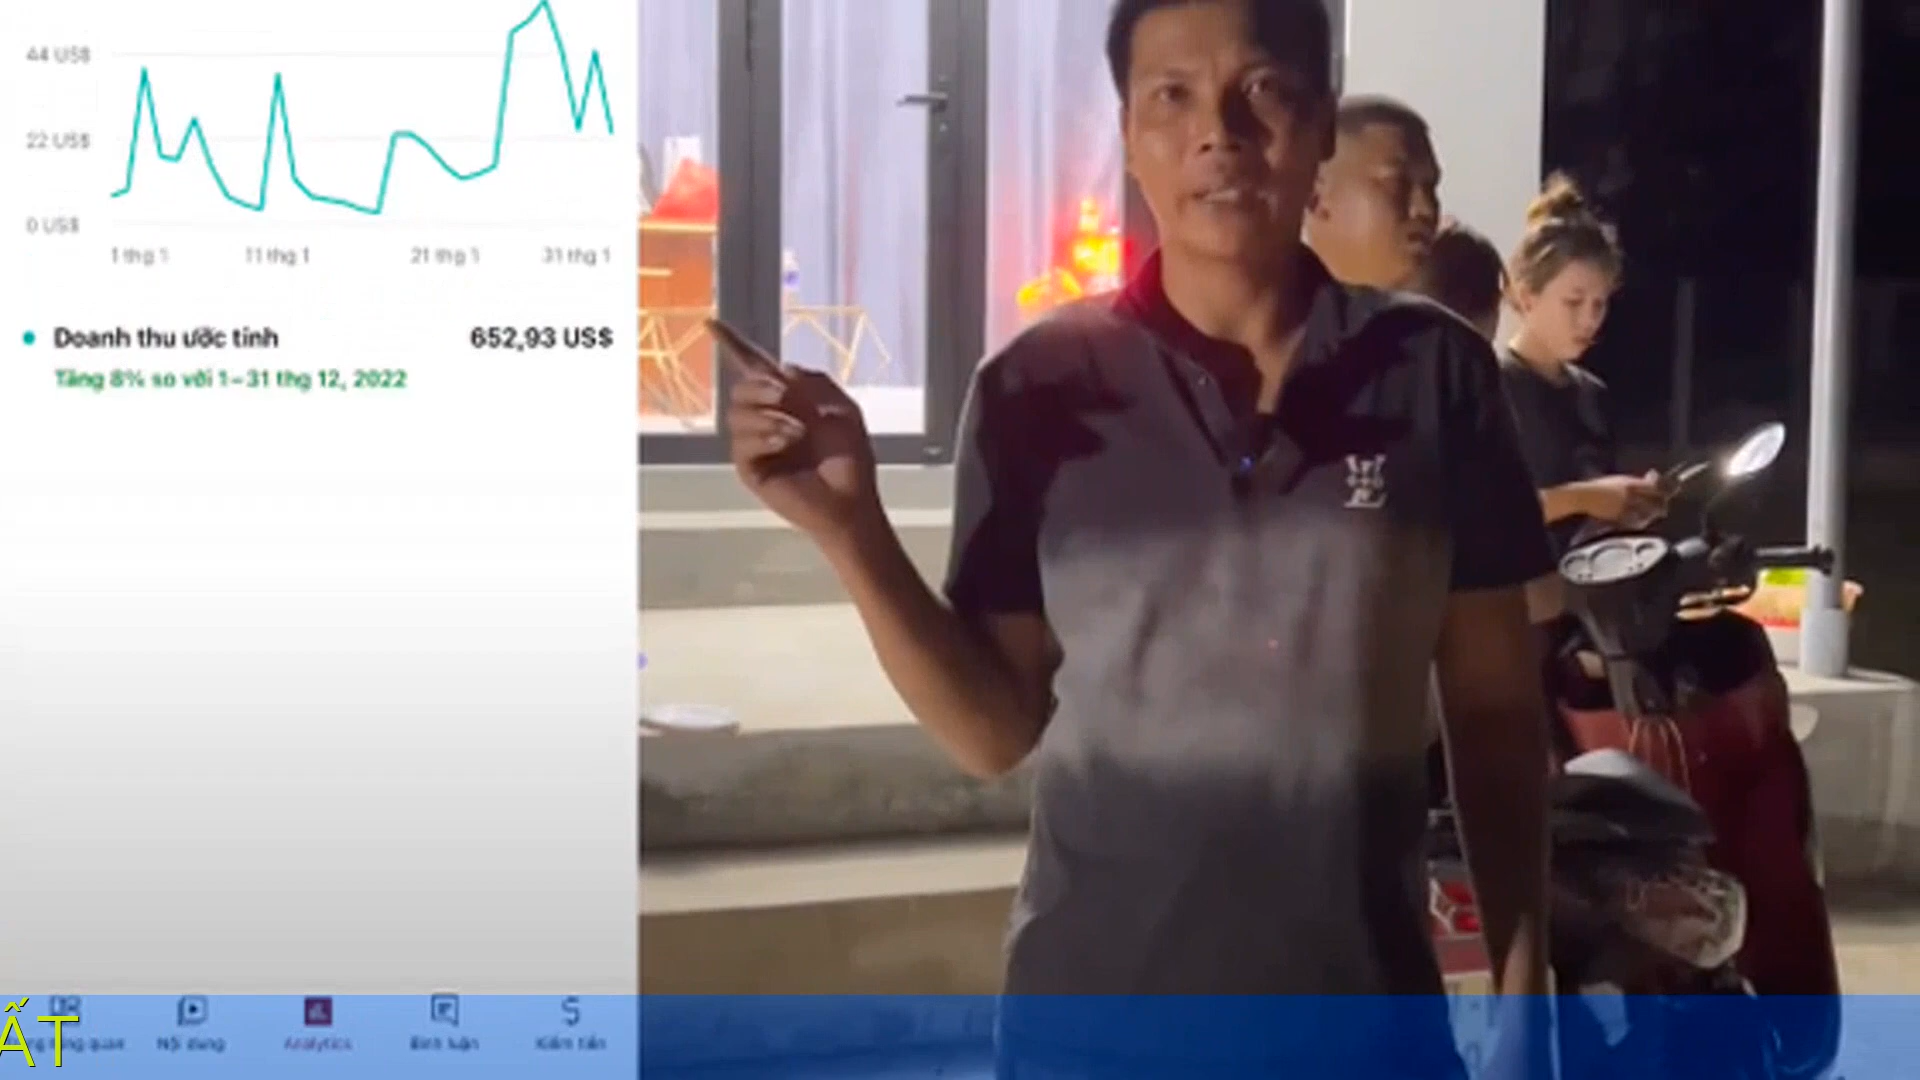 44 US$
22 US$
0 US$
1 thg 1
11 thg 1
21 thg 1
31 thg 1
Doanh thu ước tính
652,93 US$
Tăng 8% so với 1–31 thg 12, 2022
quan
Nội dung
Analytics
Bình luận
Kiếm tiền
ẤT